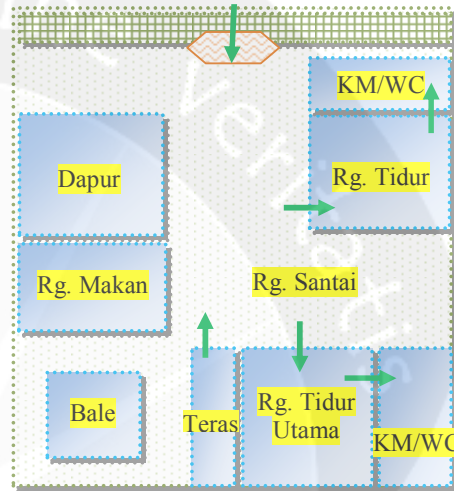 KM/WC
Dapur
Rg. Tidur
Rg. Makan
Rg. Santai
Bale
Teras
Rg. Tidur
Utama
KM/WC